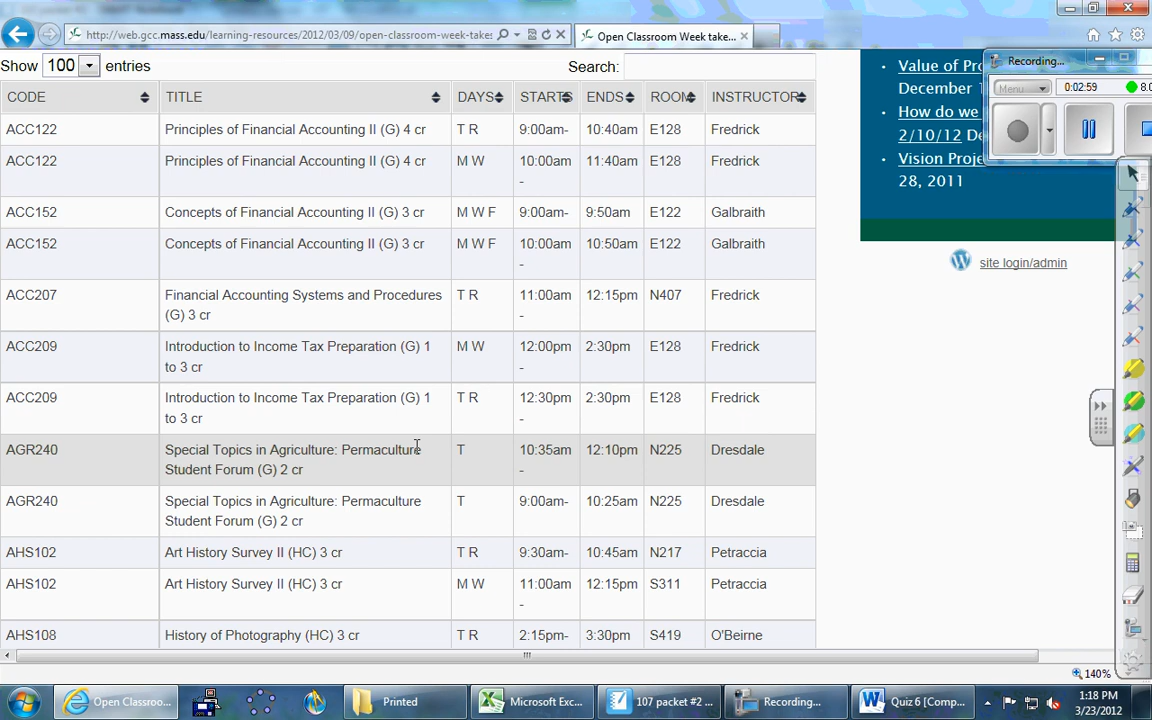 http://web.gcc.mass.edu/learning-resources/2012/03/09/open-classroom-week-takes
Open Classroom Week take...
Show 100 entries
Search:
CODE TITLE DAYS STARTS ENDS ROOM INSTRUCTOR
ACC122 Principles of Financial Accounting II (G) 4 cr T R 9:00am- 10:40am E128 Fredrick
ACC122 Principles of Financial Accounting II (G) 4 cr M W 10:00am 11:40am E128 Fredrick
-
ACC152 Concepts of Financial Accounting II (G) 3 cr M W F 9:00am- 9:50am E122 Galbraith
ACC152 Concepts of Financial Accounting II (G) 3 cr M W F 10:00am 10:50am E122 Galbraith
-
ACC207 Financial Accounting Systems and Procedures T R 11:00am 12:15pm N407 Fredrick
(G) 3 cr -
ACC209 Introduction to Income Tax Preparation (G) 1 M W 12:00pm 2:30pm E128 Fredrick
to 3 cr -
ACC209 Introduction to Income Tax Preparation (G) 1 T R 12:30pm 2:30pm E128 Fredrick
to 3 cr -
AGR240 Special Topics in Agriculture: Permaculture T 10:35am 12:10pm N225 Dresdale
Student Forum (G) 2 cr -
AGR240 Special Topics in Agriculture: Permaculture T 9:00am- 10:25am N225 Dresdale
Student Forum (G) 2 cr
AHS102 Art History Survey II (HC) 3 cr T R 9:30am- 10:45am N217 Petraccia
AHS102 Art History Survey II (HC) 3 cr M W 11:00am 12:15pm S311 Petraccia
-
AHS108 History of Photography (HC) 3 cr T R 2:15pm- 3:30pm S419 O'Beirne
Value of Pro
December 1
How do we
2/10/12 De
Vision Proje
28, 2011
site login/admin
Recording...
Menu 0:02:59 8.0
140%
Open Classroo...
Printed
Microsoft Exc...
107 packet #2 ...
Recording...
Quiz 6 [Comp...
1:18 PM
3/23/2012